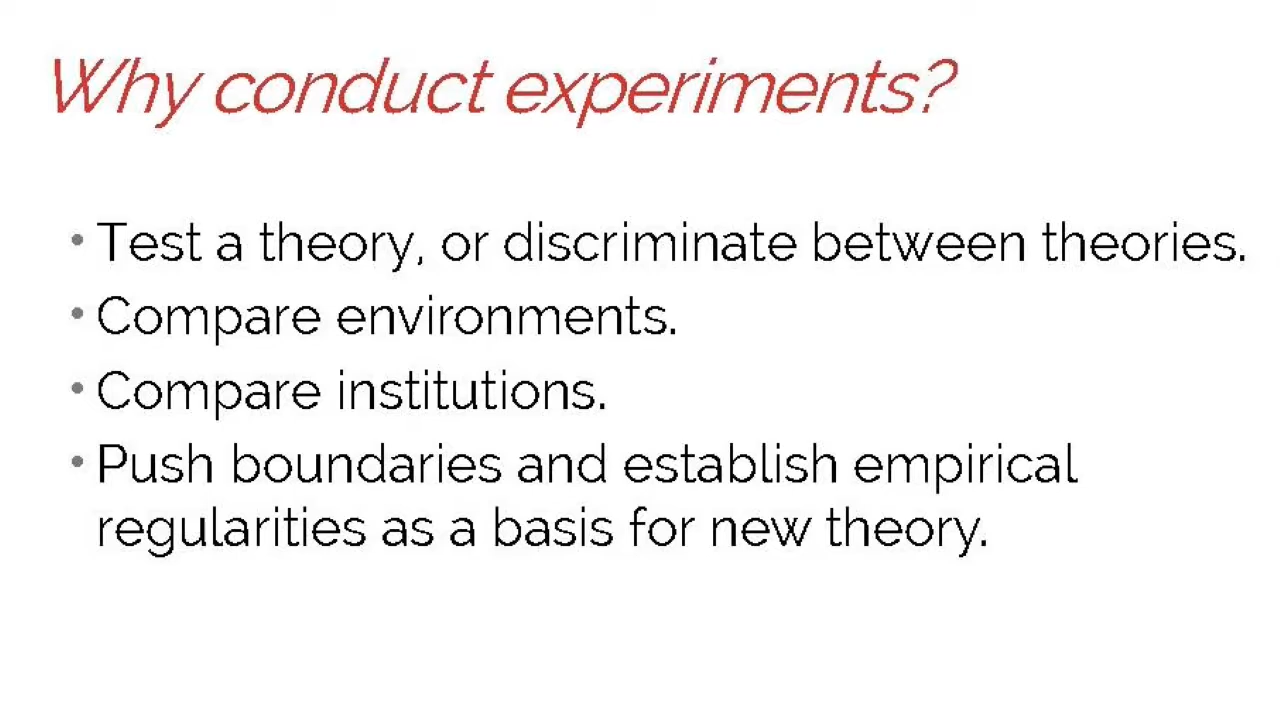 Why conduct experiments?
• Test a theory, or discriminate between theories.
• Compare environments.
• Compare institutions.
• Push boundaries and establish empirical
regularities as a basis for new theory.